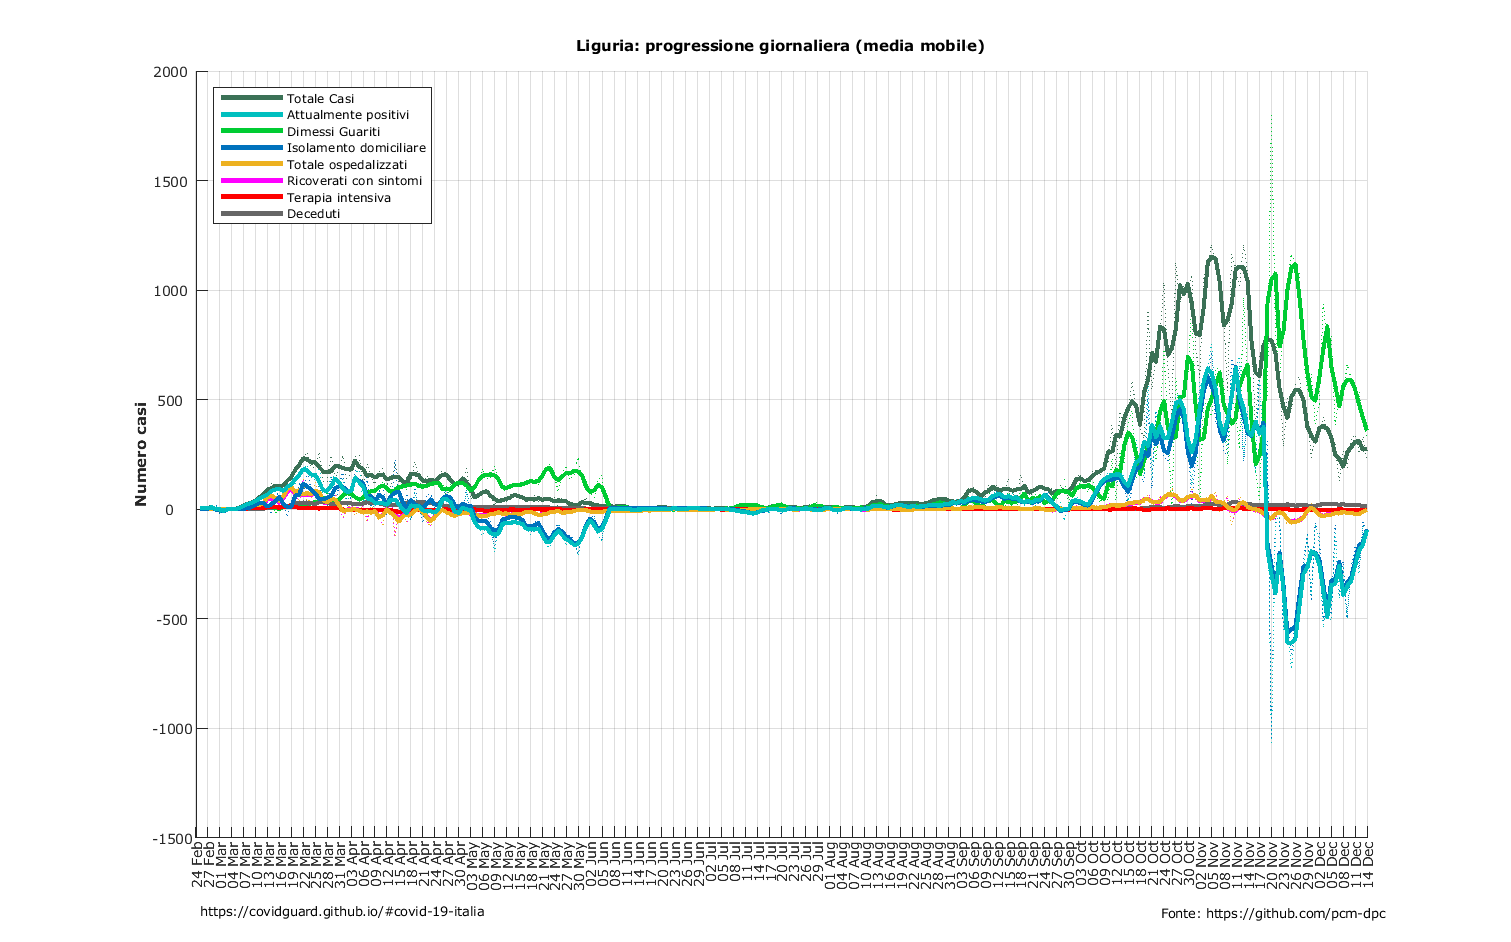 Liguria: progressione giornaliera (media mobile)
2000
1500
1000
500
0
-500
-1000
-1500
Numero casi
Totale Casi
Attualmente positivi
Dimessi Guariti
Isolamento domiciliare
Totale ospedalizzati
Ricoverati con sintomi
Terapia intensiva
Deceduti
24 Feb
27 Feb
01 Mar
04 Mar
07 Mar
10 Mar
13 Mar
16 Mar
19 Mar
22 Mar
25 Mar
28 Mar
31 Mar
03 Apr
06 Apr
09 Apr
12 Apr
15 Apr
18 Apr
21 Apr
24 Apr
27 Apr
30 Apr
03 May
06 May
09 May
12 May
15 May
18 May
21 May
24 May
27 May
30 May
02 Jun
05 Jun
08 Jun
11 Jun
14 Jun
17 Jun
20 Jun
23 Jun
26 Jun
29 Jun
02 Jul
05 Jul
08 Jul
11 Jul
14 Jul
17 Jul
20 Jul
23 Jul
26 Jul
29 Jul
01 Aug
04 Aug
07 Aug
10 Aug
13 Aug
16 Aug
19 Aug
22 Aug
25 Aug
28 Aug
31 Aug
03 Sep
06 Sep
09 Sep
12 Sep
15 Sep
18 Sep
21 Sep
24 Sep
27 Sep
30 Sep
03 Oct
06 Oct
09 Oct
12 Oct
15 Oct
18 Oct
21 Oct
24 Oct
27 Oct
30 Oct
02 Nov
05 Nov
08 Nov
11 Nov
14 Nov
17 Nov
20 Nov
23 Nov
26 Nov
29 Nov
02 Dec
05 Dec
08 Dec
11 Dec
14 Dec
https://covidguard.github.io/#covid-19-italia
Fonte: https://github.com/pcm-dpc